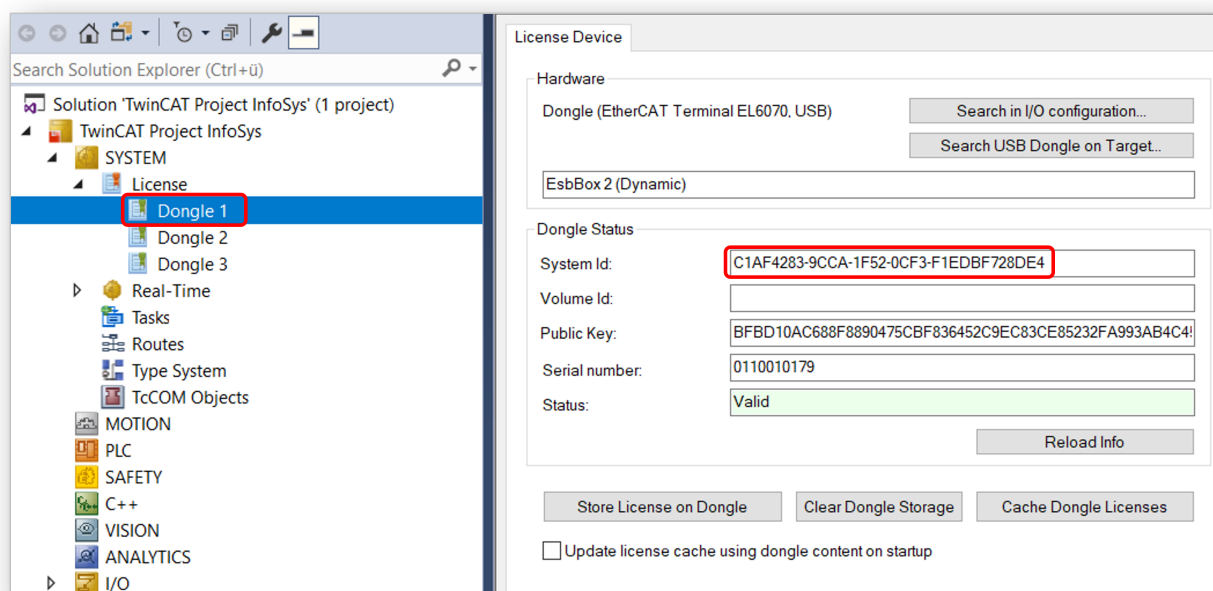 Search Solution Explorer (Ctrl+ü)
Solution 'TwinCAT Project InfoSys' (1 project)
TwinCAT Project InfoSys
SYSTEM
License
Dongle 1
Dongle 2
Dongle 3
Real-Time
Tasks
Routes
Type System
TcCOM Objects
MOTION
PLC
SAFETY
C++
VISION
ANALYTICS
I/O
License Device
Hardware
Dongle (EtherCAT Terminal EL6070, USB)
Search in I/O configuration...
Search USB Dongle on Target...
EsbBox 2 (Dynamic)
Dongle Status
System Id:
C1AF4283-9CCA-1F52-0CF3-F1EDBF728DE4
Volume Id:
Public Key:
BFBD10AC688F8890475CBF836452C9EC83CE85232FA993AB4C4
Serial number:
0110010179
Status:
Valid
Reload Info
Store License on Dongle
Clear Dongle Storage
Cache Dongle Licenses
Update license cache using dongle content on startup